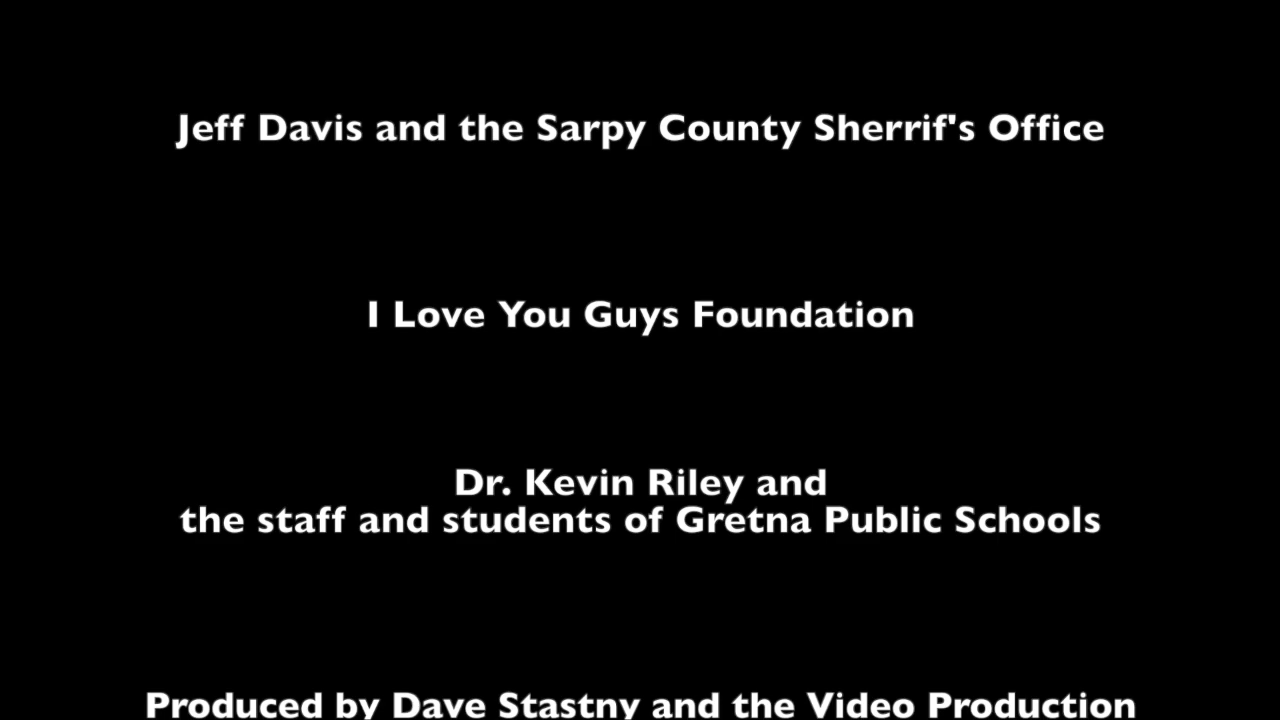 Jeff Davis and the Sarpy County Sherrif's Office
I Love You Guys Foundation
Dr. Kevin Riley and
the staff and students of Gretna Public Schools
Produced by Dave Stastny and the Video Production